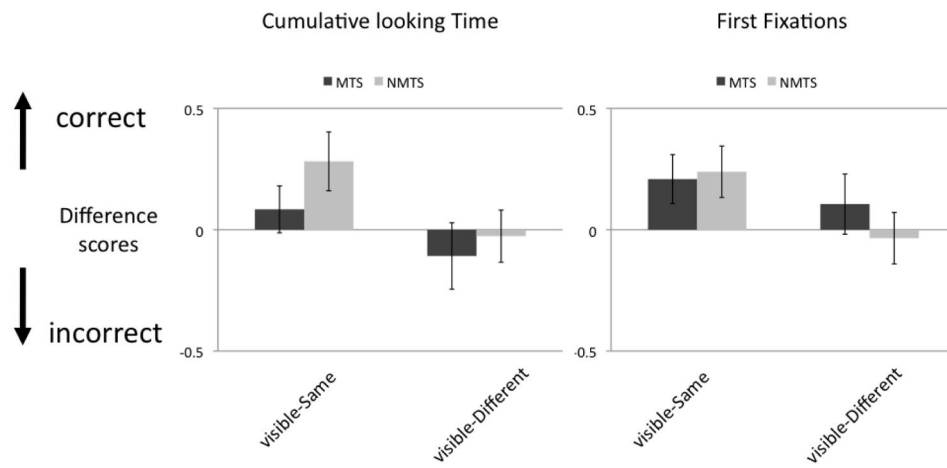 Cumulative looking Time
First Fixations
MTS NMTS
MTS NMTS
correct
Difference
scores
incorrect
0.5
0
-0.5
0.5
0
-0.5
visible-Same
visible-Different
visible-Same
visible-Different